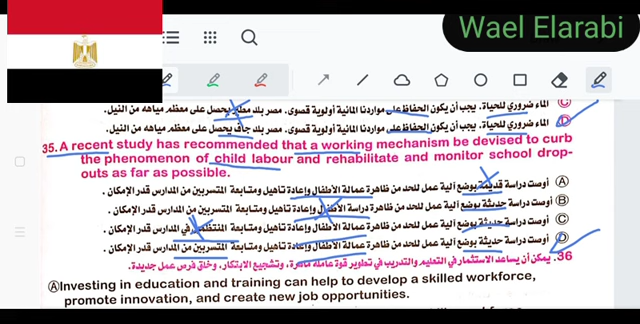 Wael Elarabi
C الماء ضروري للحياة. يجب أن يكون الحفاظ على مواردنا المائية أولوية قصوى. مصر بلد مطير يحصل على معظم مياهه من النيل.
D الماء ضروري للحياة. يجب أن يكون الحفاظ على مواردنا المائية أولوية قصوى. مصر بلد جاف يحصل على معظم مياهه من النيل.
35. A recent study has recommended that a working mechanism be devised to curb
the phenomenon of child labour and rehabilitate and monitor school drop-
outs as far as possible.
A أوصت دراسة قديمة بوضع آلية عمل للحد من ظاهرة عمالة الأطفال وإعادة تأهيل ومتابعة المتسربين من المدارس قدر الإمكان .
B أوصت دراسة حديثة بوضع آلية عمل للحد من ظاهرة دراسة الأطفال وإعادة تأهيل ومتابعة المتسربين من المدارس قدر الإمكان .
C أوصت دراسة حديثة بوضع آلية عمل للحد من ظاهرة عمالة الأطفال وإعادة تأهيل ومتابعة المنتظمين في المدارس قدر الإمكان .
D أوصت دراسة حديثة بوضع آلية عمل للحد من ظاهرة عمالة الأطفال وإعادة تأهيل ومتابعة المتسربين من المدارس قدر الإمكان .
36. يمكن أن يساعد الاستثمار في التعليم والتدريب في تطوير قوة عاملة ماهرة، وتشجيع الابتكار، وخلق فرص عمل جديدة.
A Investing in education and training can help to develop a skilled workforce,
promote innovation, and create new job opportunities.